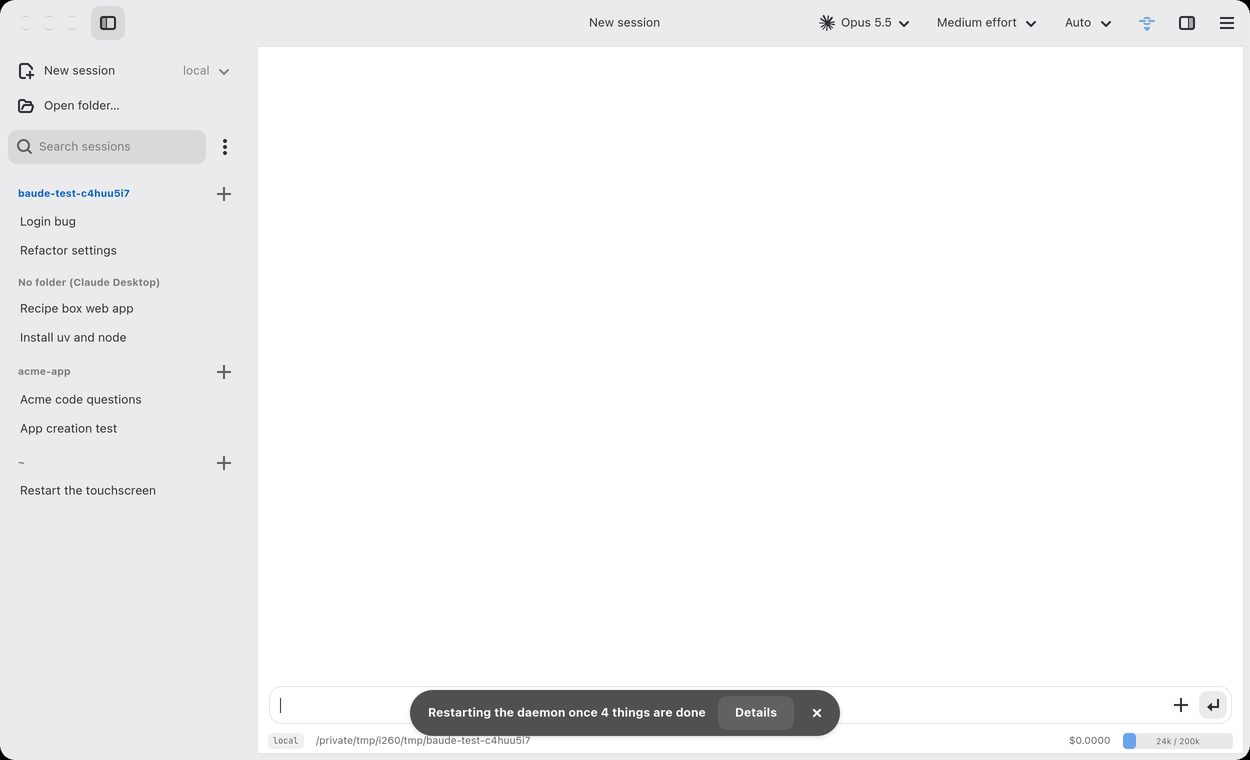 New session
Opus 5.5
Medium effort
Auto
New session
local
Open folder...
Search sessions
baude-test-c4huu5i7
Login bug
Refactor settings
No folder (Claude Desktop)
Recipe box web app
Install uv and node
acme-app
Acme code questions
App creation test
~
Restart the touchscreen
Restarting the daemon once 4 things are done
Details
local
/private/tmp/i260/tmp/baude-test-c4huu5i7
$0.0000
24k / 200k